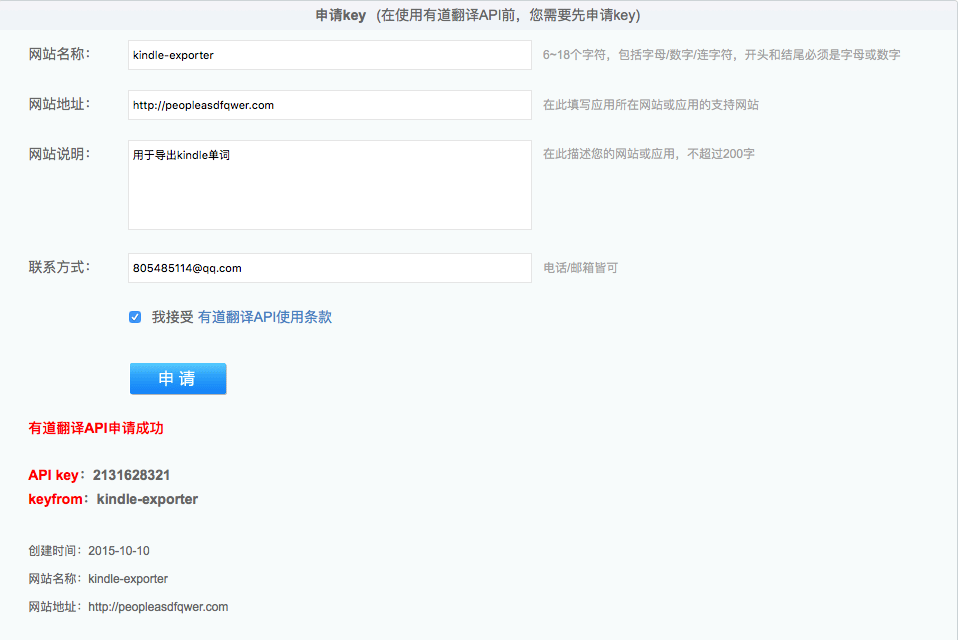 申请key (在使用有道翻译API前，您需要先申请key)
网站名称： kindle-exporter 6~18个字符，包括字母/数字/连字符，开头和结尾必须是字母或数字
网站地址： http://peopleasdfqwer.com 在此填写应用所在网站或应用的支持网站
网站说明： 用于导出kindle单词 在此描述您的网站或应用，不超过200字
联系方式： 805485114@qq.com 电话/邮箱皆可
我接受 有道翻译API使用条款
申 请
有道翻译API申请成功
API key：2131628321
keyfrom：kindle-exporter
创建时间：2015-10-10
网站名称：kindle-exporter
网站地址：http://peopleasdfqwer.com